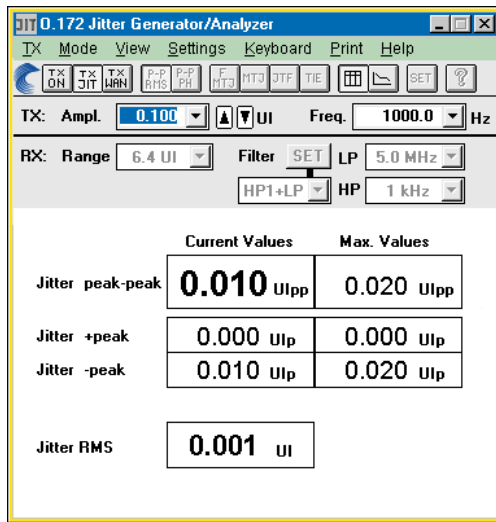 JIT O.172 Jitter Generator/Analyzer
TX Mode View Settings Keyboard Print Help
TX ON TX JIT TX WAN P-P RMS P-P PH F MTJ MTJ JTF TIE SET ?
TX: Ampl. 0.100 UI Freq. 1000.0 Hz
RX: Range 6.4 UI Filter SET LP 5.0 MHz
HP1+LP HP 1 kHz
Current Values Max. Values
Jitter peak-peak 0.010 UIpp 0.020 UIpp
Jitter +peak 0.000 UIp 0.000 UIp
Jitter -peak 0.010 UIp 0.020 UIp
Jitter RMS 0.001 UI